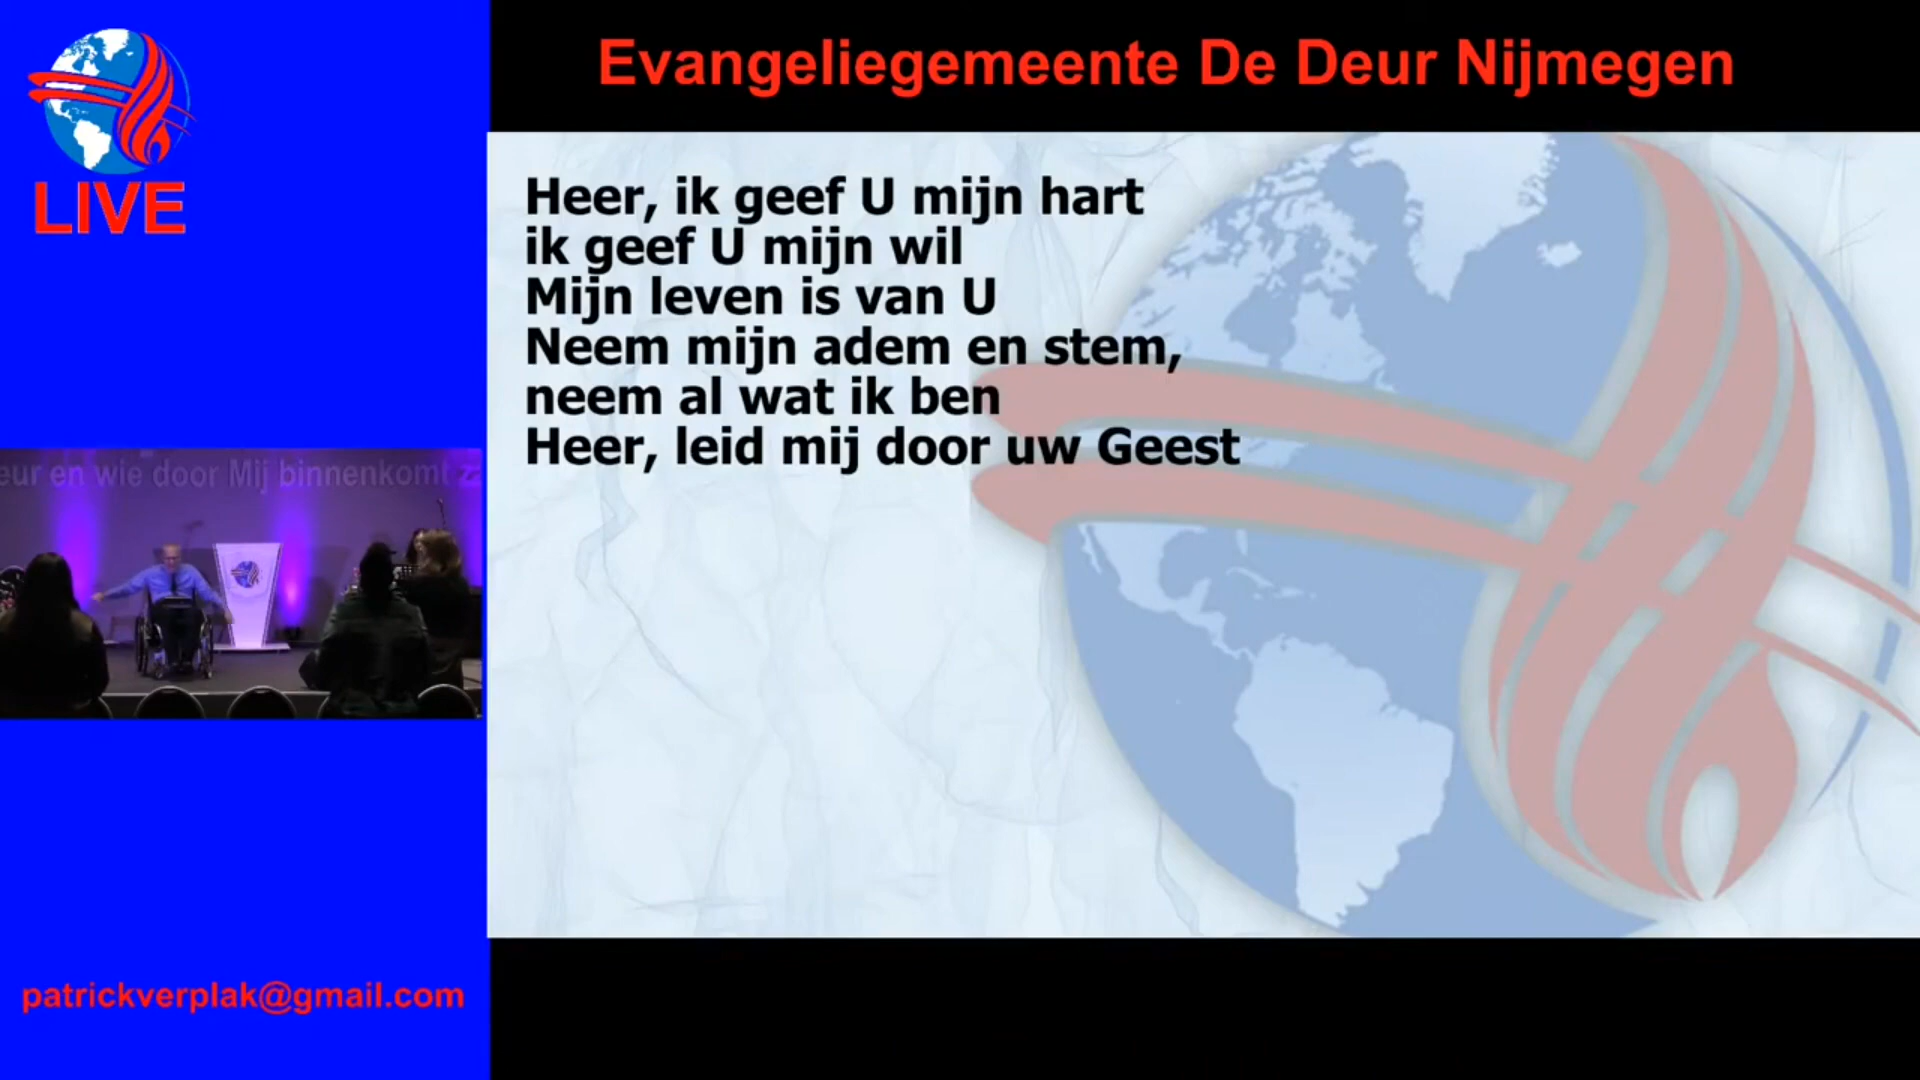 Evangeliegemeente De Deur Nijmegen
LIVE
Heer, ik geef U mijn hart
ik geef U mijn wil
Mijn leven is van U
Neem mijn adem en stem,
neem al wat ik ben
Heer, leid mij door uw Geest
eur en wie door Mij binnenkomt z
patrickverplak@gmail.com